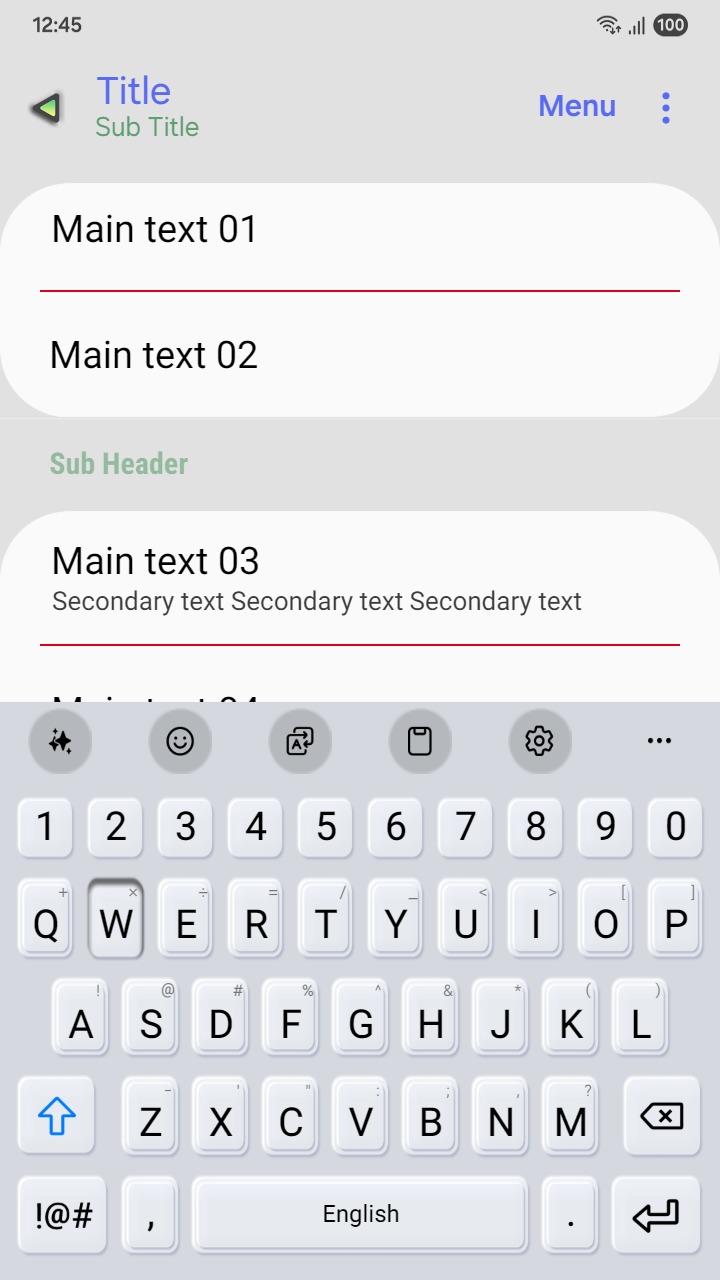 12:45
100
Title
Sub Title
Menu
Main text 01
Main text 02
Sub Header
Main text 03
Secondary text Secondary text Secondary text
1 2 3 4 5 6 7 8 9 0
+ × ÷ = / _ < > [ ]
Q W E R T Y U I O P
! @ # % ^ & * ( )
A S D F G H J K L
- ' " : ; , ?
Z X C V B N M
!@# , English .